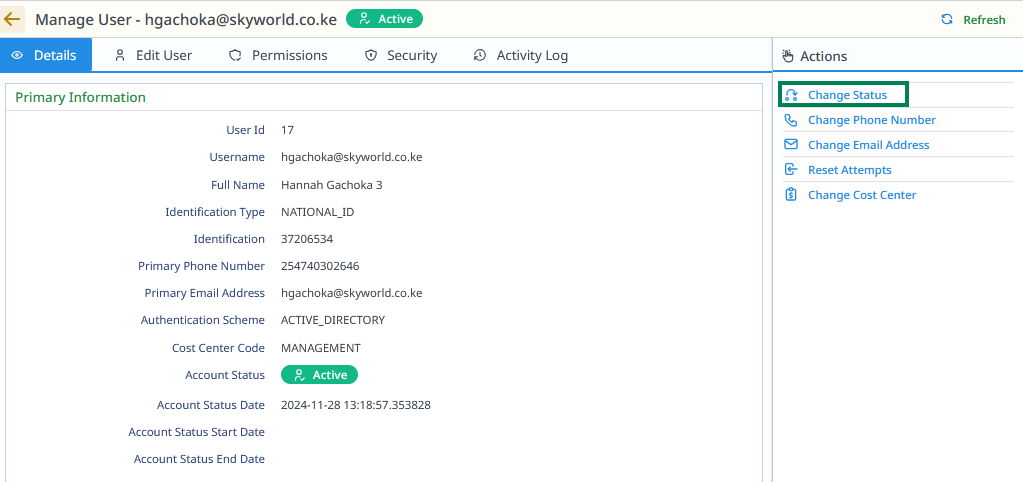 Manage User - hgachoka@skyworld.co.ke Active Refresh
Details Edit User Permissions Security Activity Log
Primary Information
User Id 17
Username hgachoka@skyworld.co.ke
Full Name Hannah Gachoka 3
Identification Type NATIONAL_ID
Identification 37206534
Primary Phone Number 254740302646
Primary Email Address hgachoka@skyworld.co.ke
Authentication Scheme ACTIVE_DIRECTORY
Cost Center Code MANAGEMENT
Account Status Active
Account Status Date 2024-11-28 13:18:57.353828
Account Status Start Date
Account Status End Date
Actions
Change Status
Change Phone Number
Change Email Address
Reset Attempts
Change Cost Center